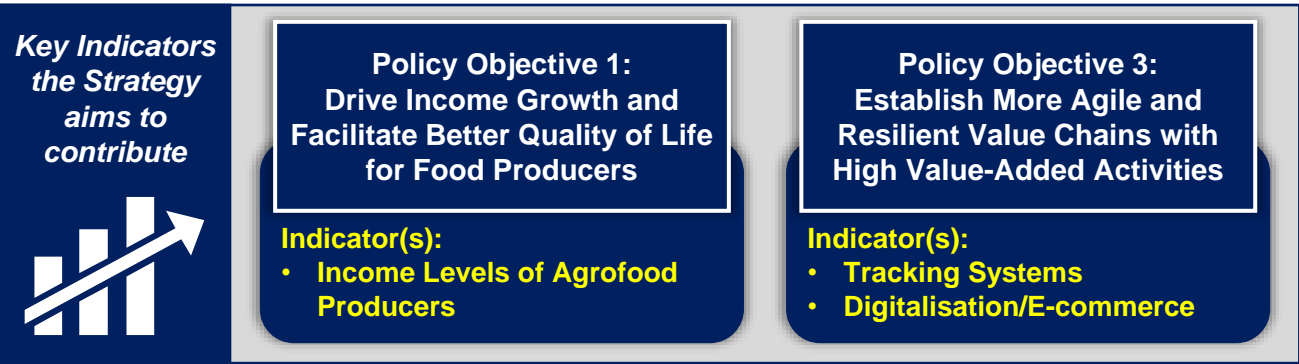 Key Indicators
the Strategy
aims to
contribute
Policy Objective 1:
Drive Income Growth and
Facilitate Better Quality of Life
for Food Producers
Indicator(s):
• Income Levels of Agrofood
Producers
Policy Objective 3:
Establish More Agile and
Resilient Value Chains with
High Value-Added Activities
Indicator(s):
• Tracking Systems
• Digitalisation/E-commerce